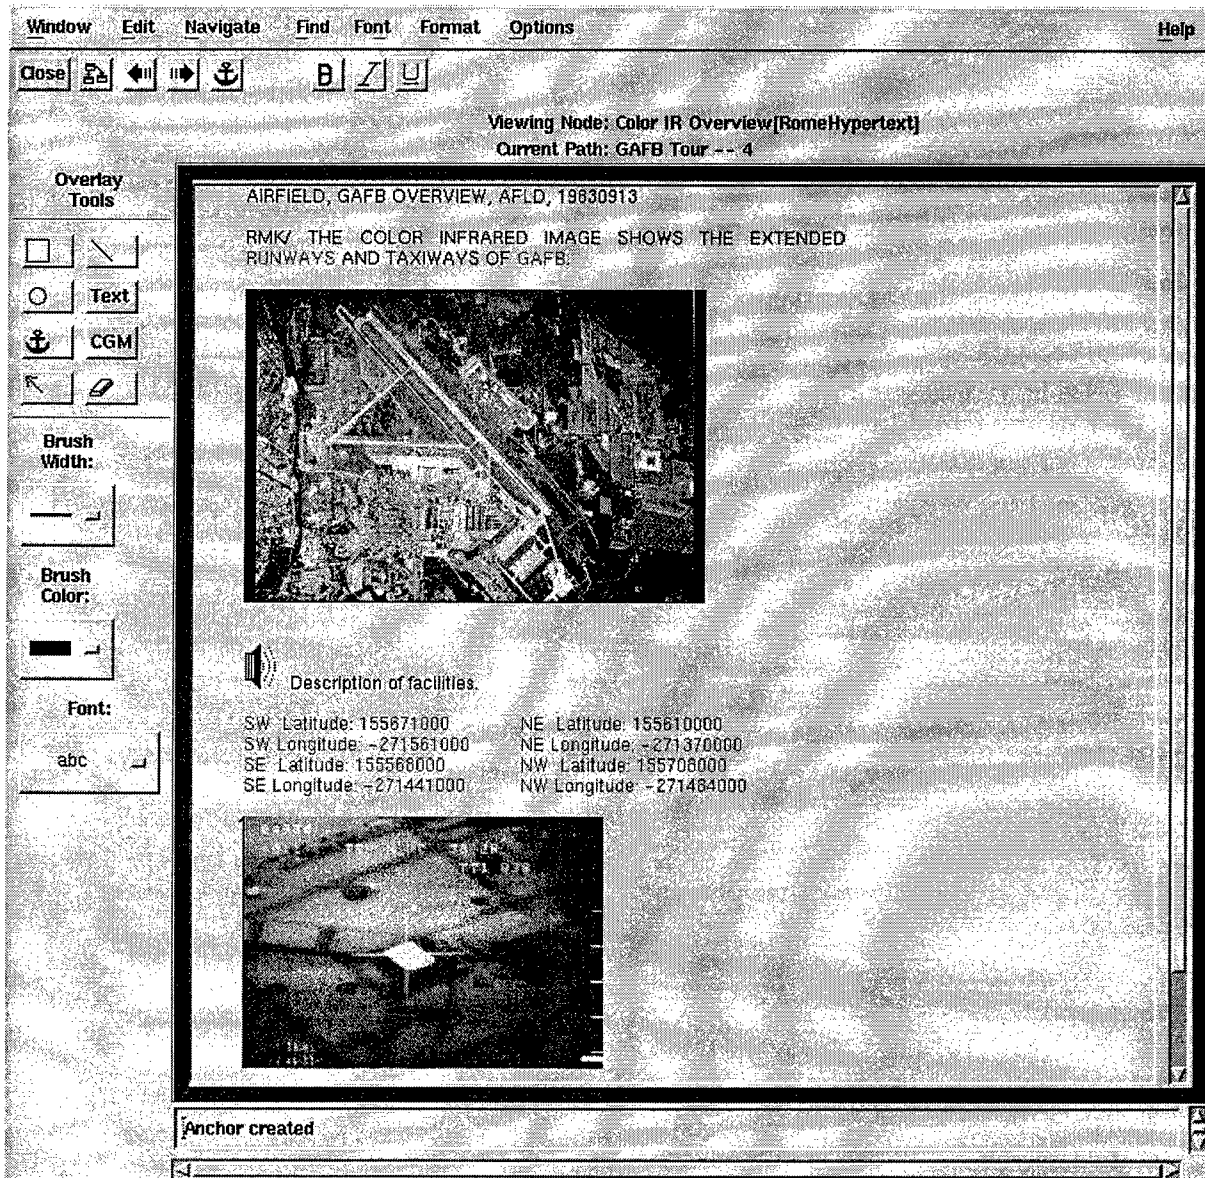 Window Edit Navigate Find Font Format Options Help
Close B I U
Viewing Node: Color IR Overview[RomeHypertext]
Current Path: GAFB Tour -- 4
Overlay
Tools
AIRFIELD, GAFB OVERVIEW, AFLD, 19830913
RMK/ THE COLOR INFRARED IMAGE SHOWS THE EXTENDED
RUNWAYS AND TAXIWAYS OF GAFB.
Text
CGM
Brush
Width:
Brush
Color:
Font:
abc
Description of facilities.
SW Latitude: 155671000 NE Latitude: 155610000
SW Longitude: -271561000 NE Longitude: -271370000
SE Latitude: 155568000 NW Latitude: 155708000
SE Longitude: -271441000 NW Longitude: -271484000
Anchor created